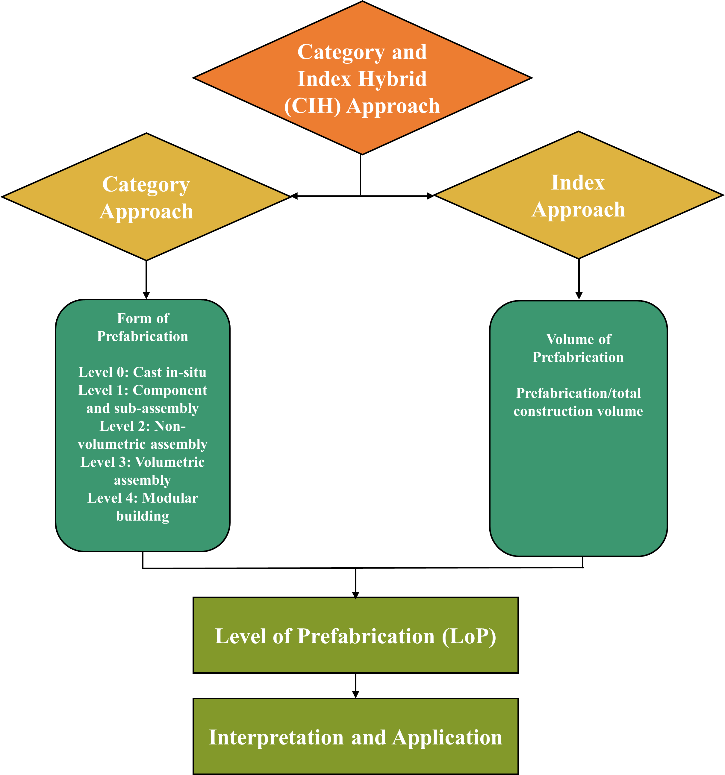 Category and
Index Hybrid
(CIH) Approach
Category
Approach
Index
Approach
Form of
Prefabrication
Level 0: Cast in-situ
Level 1: Component
and sub-assembly
Level 2: Non-
volumetric assembly
Level 3: Volumetric
assembly
Level 4: Modular
building
Volume of
Prefabrication
Prefabrication/total
construction volume
Level of Prefabrication (LoP)
Interpretation and Application